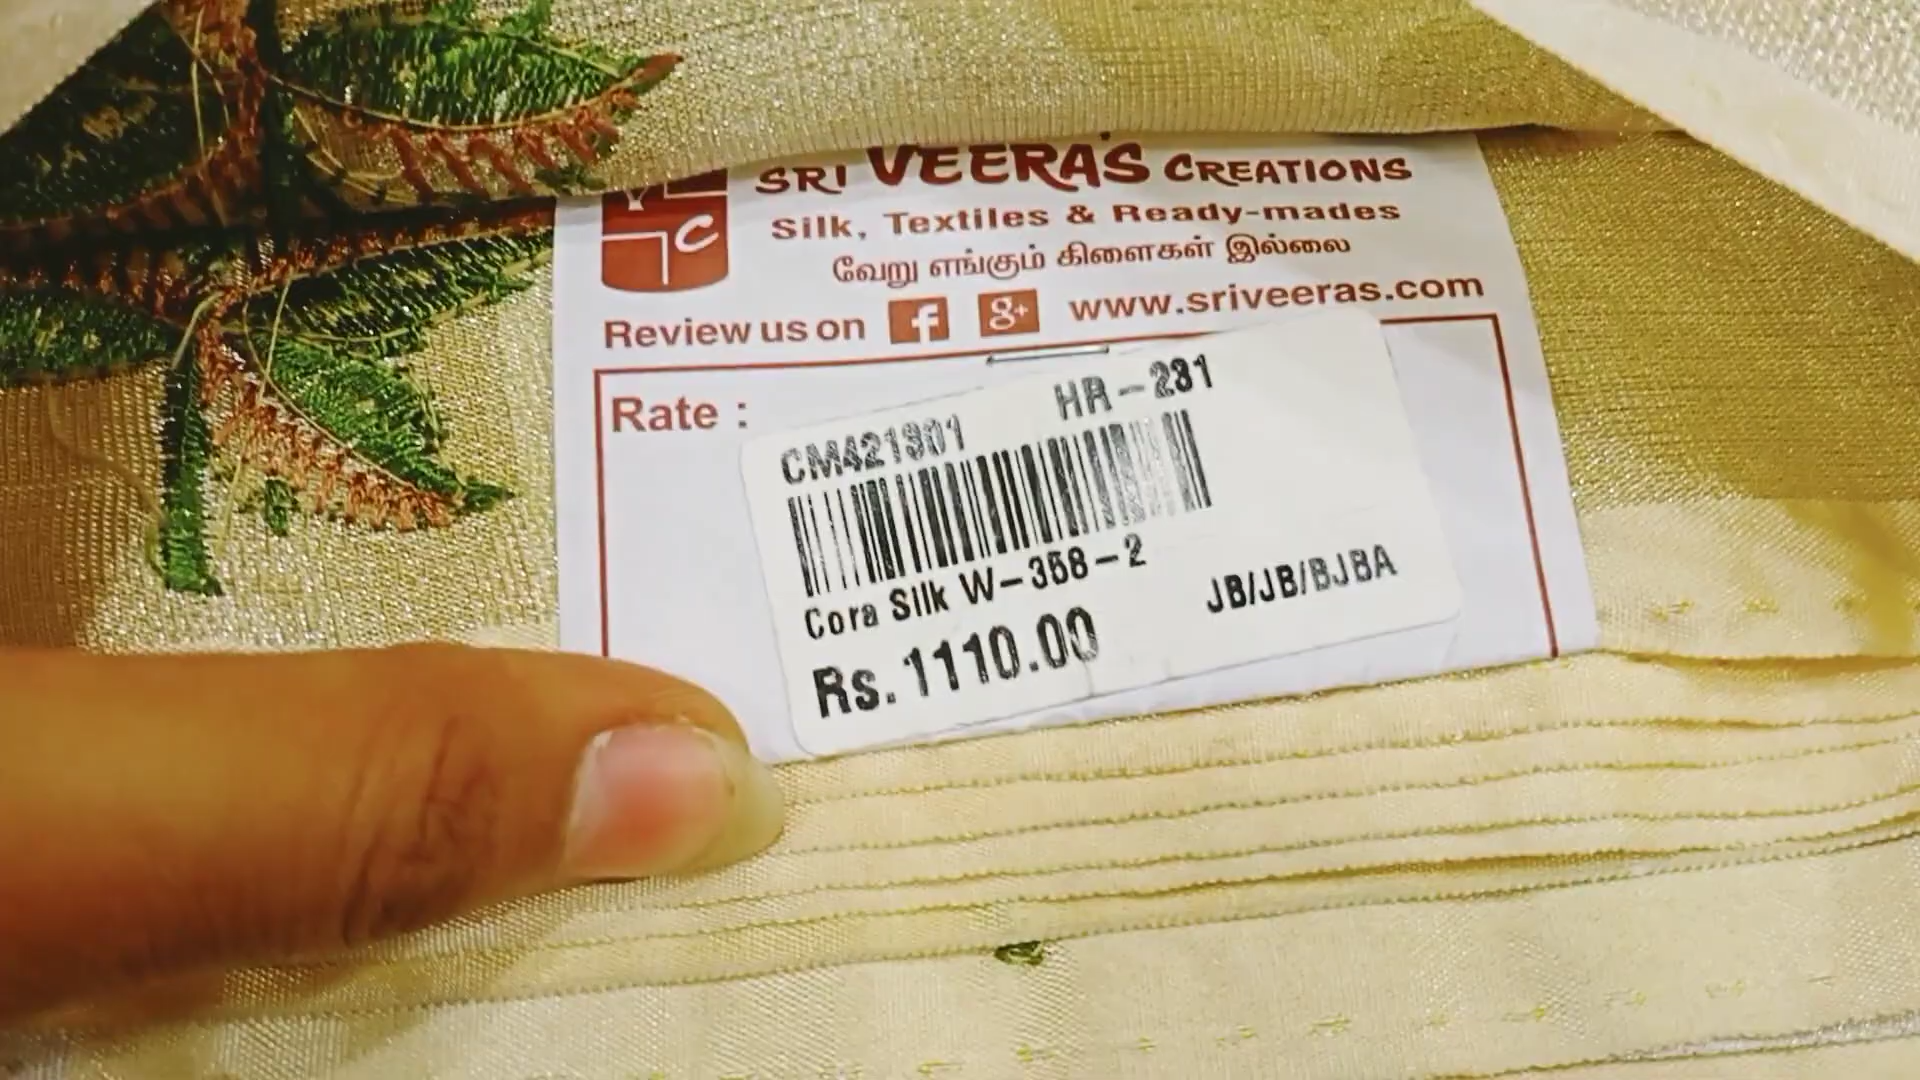 SRI VEERA'S CREATIONS
Silk, Textiles & Ready-mades
வேறு எங்கும் கிளைகள் இல்லை
Review us on f g+ www.sriveeras.com
Rate :
CM421301 HR-231
Cora Silk W-358-2
JB/JB/BJBA
Rs. 1110.00